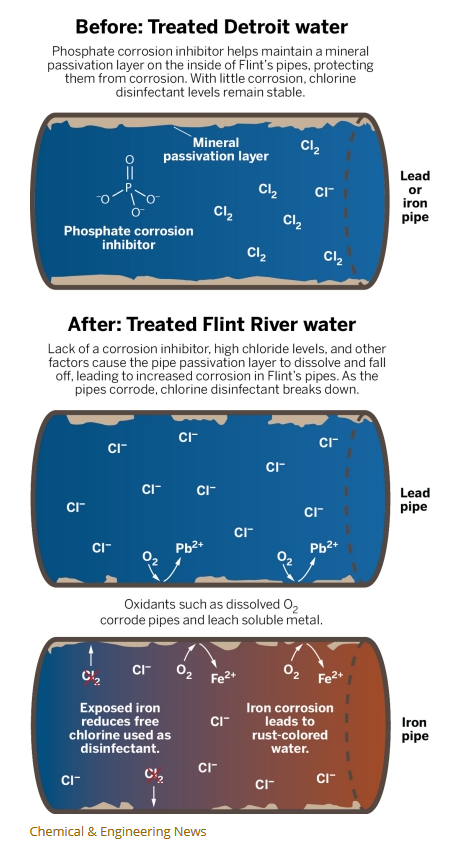 Before: Treated Detroit water
Phosphate corrosion inhibitor helps maintain a mineral
passivation layer on the inside of Flint's pipes, protecting
them from corrosion. With little corrosion, chlorine
disinfectant levels remain stable.
Mineral
passivation layer
Cl₂
O
P
⁻O
O⁻
O⁻
Phosphate corrosion
inhibitor
Cl₂
Cl⁻
Cl₂
Cl₂
Cl₂
Cl₂
Lead
or
iron
pipe
After: Treated Flint River water
Lack of a corrosion inhibitor, high chloride levels, and other
factors cause the pipe passivation layer to dissolve and fall
off, leading to increased corrosion in Flint's pipes. As the
pipes corrode, chlorine disinfectant breaks down.
Cl⁻
Cl⁻
Cl⁻
Cl⁻
Cl⁻
Cl⁻
Cl⁻
Cl⁻
Cl⁻
Cl⁻
O₂
Pb²⁺
O₂
Pb²⁺
Lead
pipe
Oxidants such as dissolved O₂
corrode pipes and leach soluble metal.
Cl₂
Cl⁻
O₂
Fe²⁺
O₂
Fe²⁺
Exposed iron
reduces free
chlorine used as
disinfectant.
Cl⁻
Iron corrosion
leads to
rust-colored
water.
Cl⁻
Cl₂
Cl⁻
Cl⁻
Cl⁻
Iron
pipe
Chemical & Engineering News